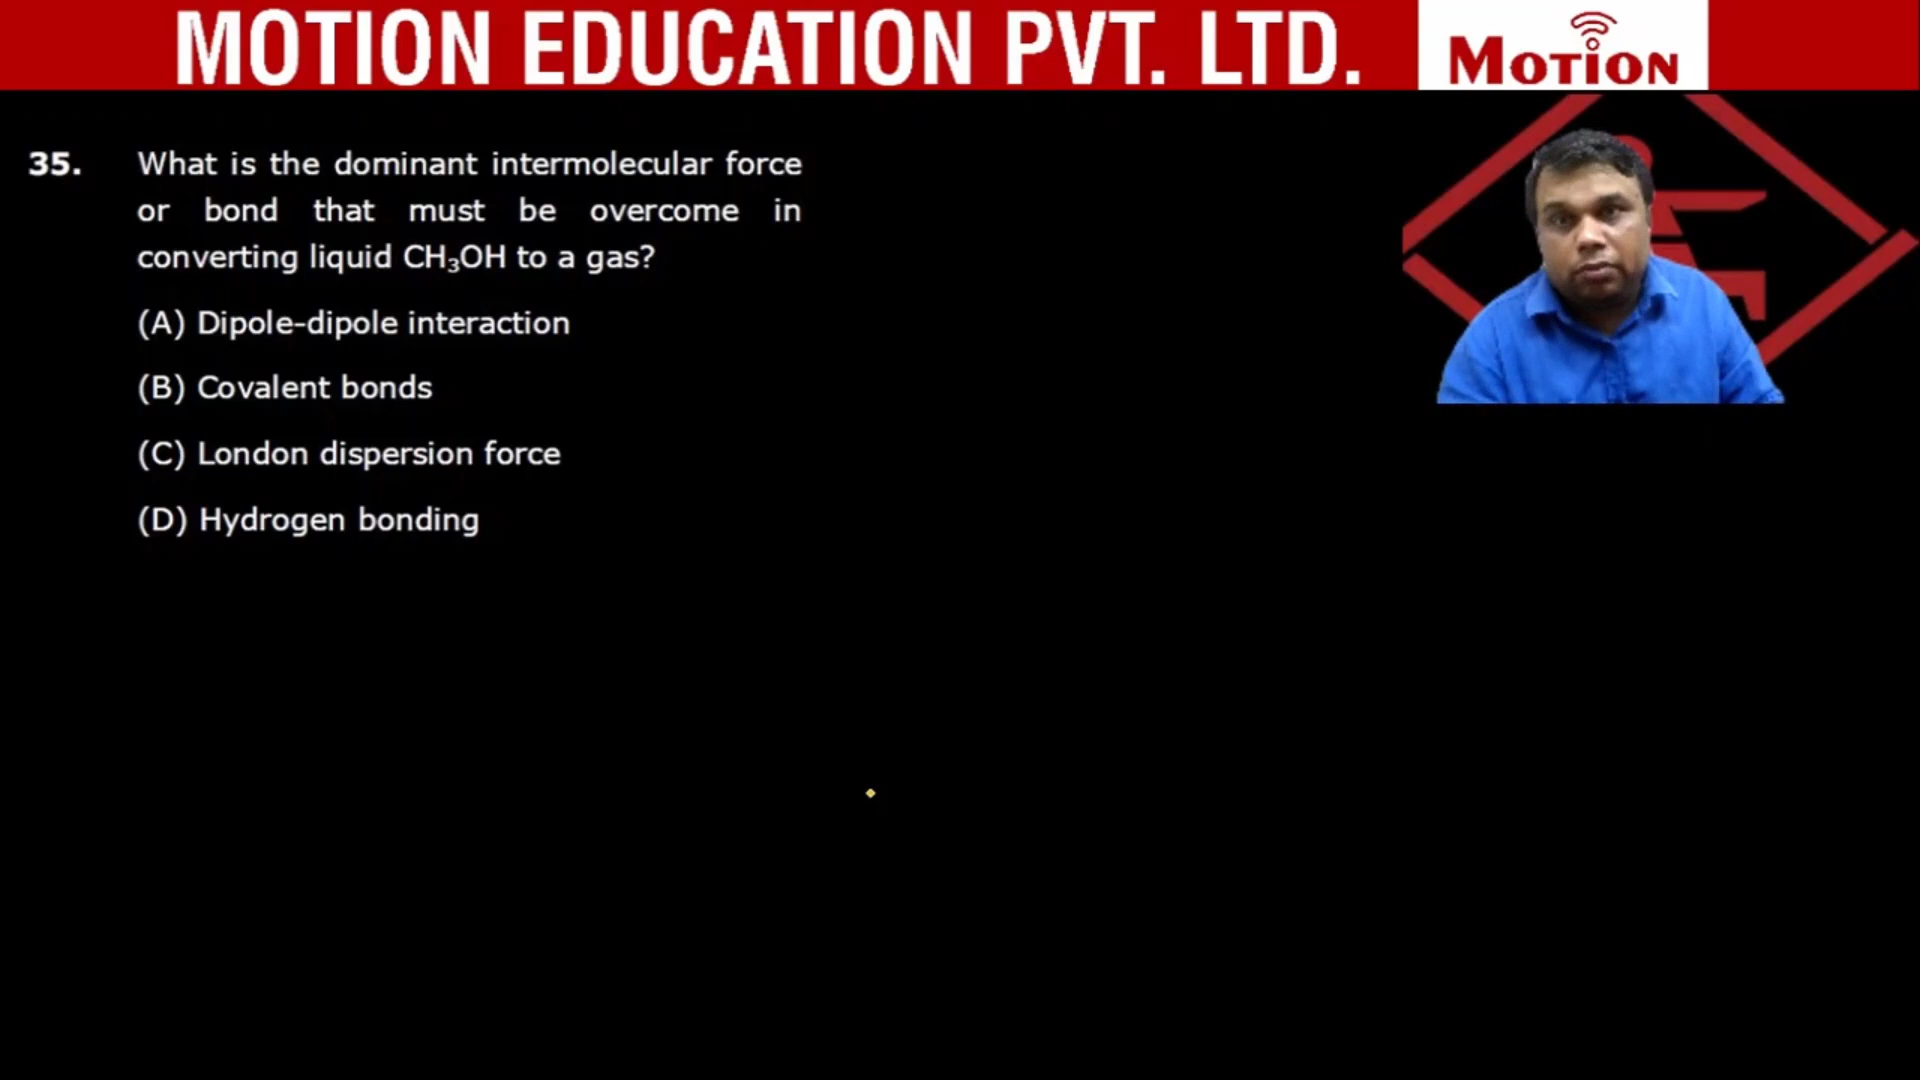 MOTION EDUCATION PVT. LTD.
MOTION
35. What is the dominant intermolecular force
or bond that must be overcome in
converting liquid CH₃OH to a gas?
(A) Dipole-dipole interaction
(B) Covalent bonds
(C) London dispersion force
(D) Hydrogen bonding